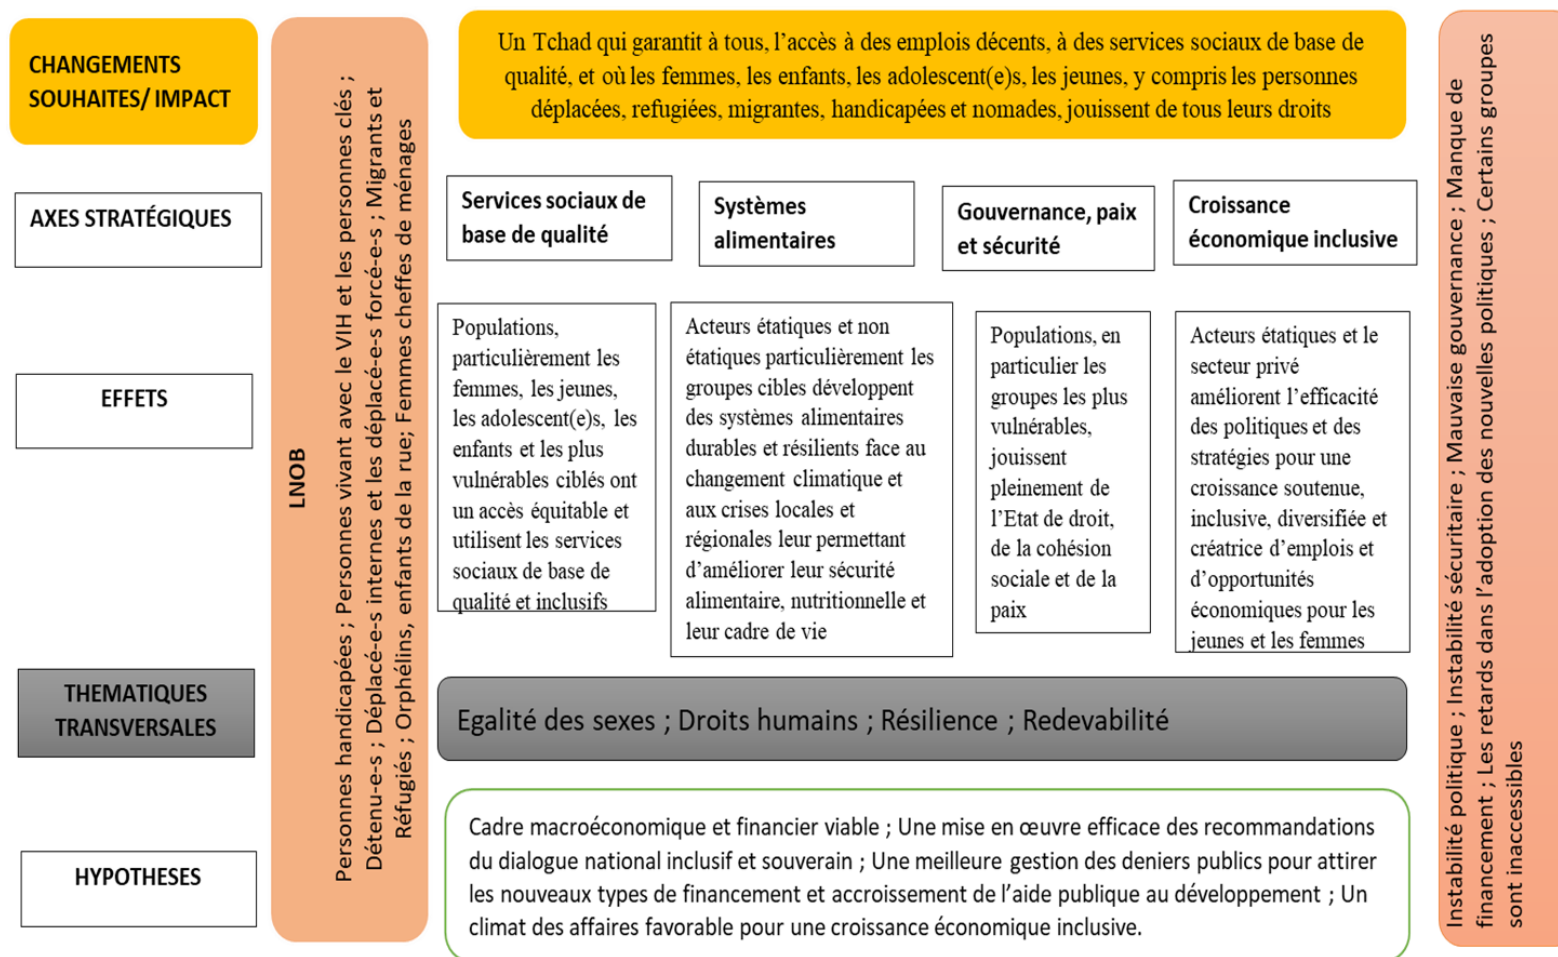 CHANGEMENTS
SOUHAITES/ IMPACT
LNOB
Personnes handicapées ; Personnes vivant avec le VIH et les personnes clés ;
Détenu-e-s ; Déplacé-e-s internes et les déplacé-e-s forcé-e-s ; Migrants et
Réfugiés ; Orphélins, enfants de la rue; Femmes cheffes de ménages
Un Tchad qui garantit à tous, l’accès à des emplois décents, à des services sociaux de base de
qualité, et où les femmes, les enfants, les adolescent(e)s, les jeunes, y compris les personnes
déplacées, refugiées, migrantes, handicapées et nomades, jouissent de tous leurs droits
AXES STRATÉGIQUES
Services sociaux de
base de qualité
Systèmes
alimentaires
Gouvernance, paix
et sécurité
Croissance
économique inclusive
EFFETS
Populations,
particulièrement les
femmes, les jeunes,
les adolescent(e)s, les
enfants et les plus
vulnérables ciblés ont
un accès équitable et
utilisent les services
sociaux de base de
qualité et inclusifs
Acteurs étatiques et non
étatiques particulièrement les
groupes cibles développent
des systèmes alimentaires
durables et résilients face au
changement climatique et
aux crises locales et
régionales leur permettant
d’améliorer leur sécurité
alimentaire, nutritionnelle et
leur cadre de vie
Populations, en
particulier les
groupes les plus
vulnérables,
jouissent
pleinement de
l’Etat de droit,
de la cohésion
sociale et de la
paix
Acteurs étatiques et le
secteur privé
améliorent l’efficacité
des politiques et des
stratégies pour une
croissance soutenue,
inclusive, diversifiée et
créatrice d’emplois et
d’opportunités
économiques pour les
jeunes et les femmes
THEMATIQUES
TRANSVERSALES
Egalité des sexes ; Droits humains ; Résilience ; Redevabilité
HYPOTHESES
Cadre macroéconomique et financier viable ; Une mise en œuvre efficace des recommandations
du dialogue national inclusif et souverain ; Une meilleure gestion des deniers publics pour attirer
les nouveaux types de financement et accroissement de l’aide publique au développement ; Un
climat des affaires favorable pour une croissance économique inclusive.
Instabilité politique ; Instabilité sécuritaire ; Mauvaise gouvernance ; Manque de
financement ; Les retards dans l’adoption des nouvelles politiques ; Certains groupes
sont inaccessibles